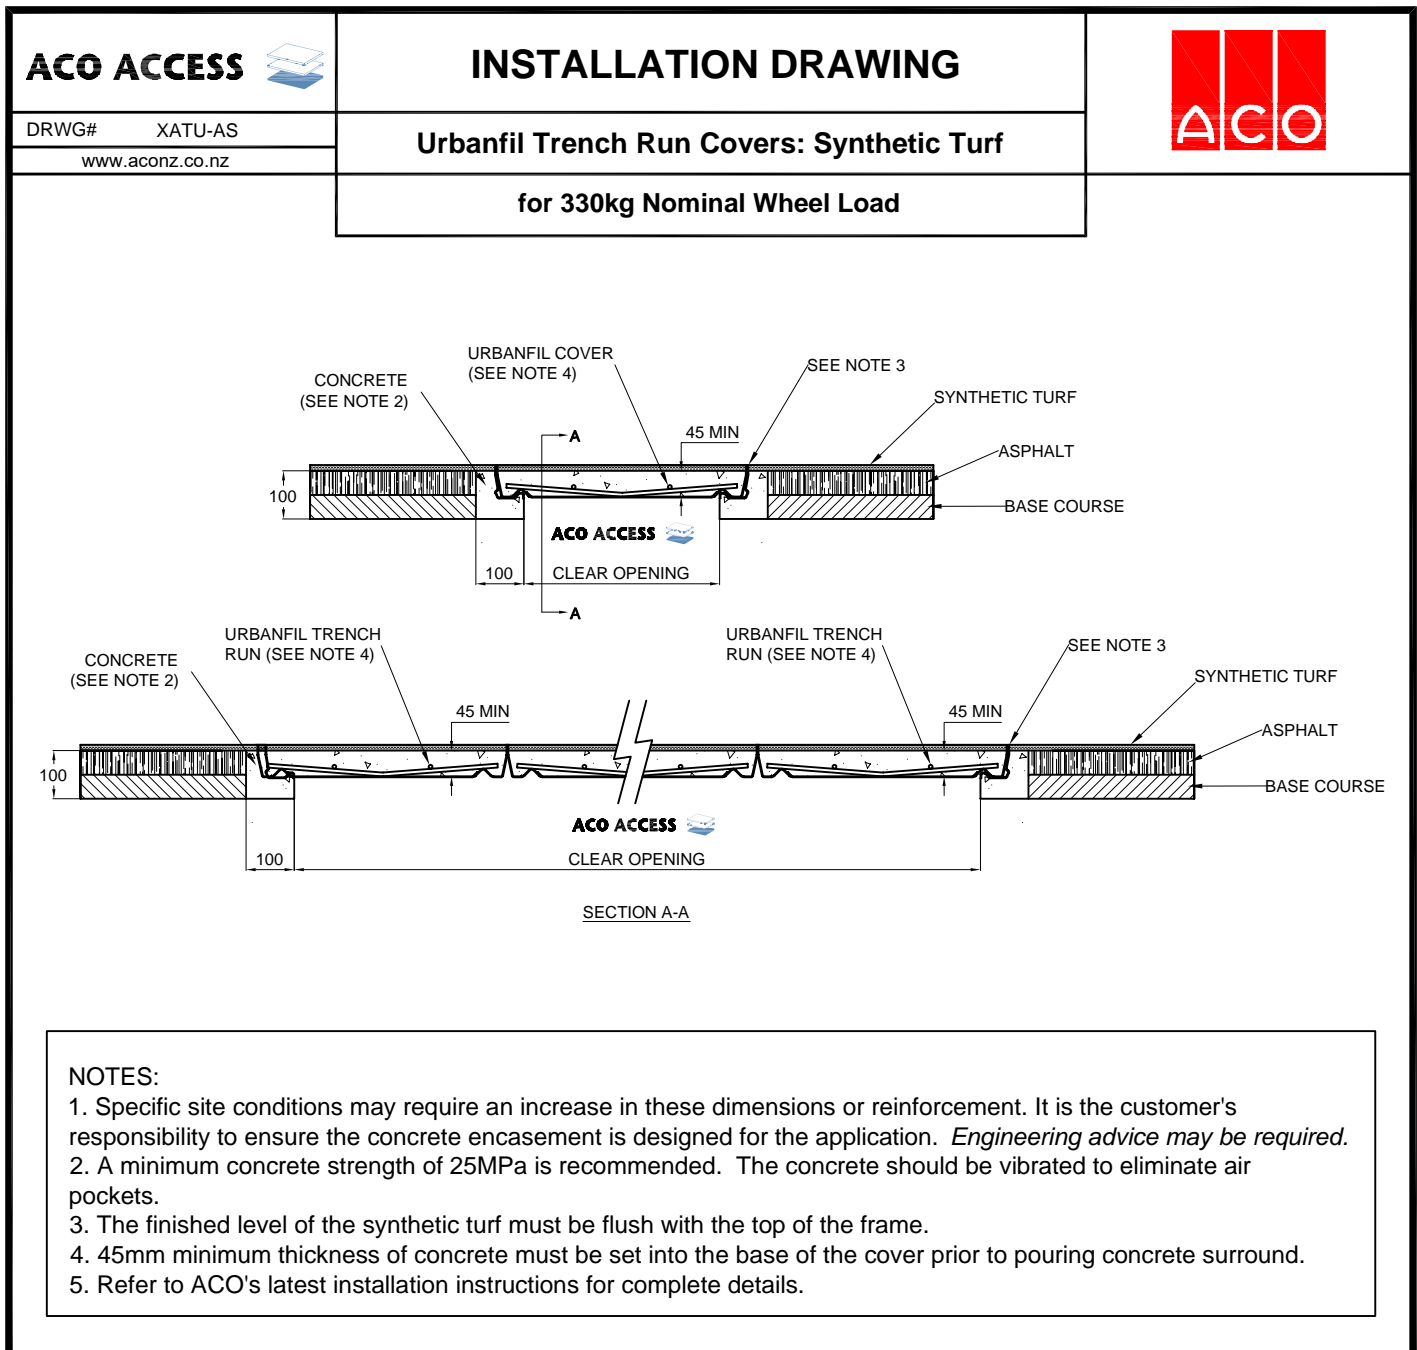 ACO ACCESS
INSTALLATION DRAWING
ACO
DRWG# XATU-AS
www.aconz.co.nz
Urbanfil Trench Run Covers: Synthetic Turf
for 330kg Nominal Wheel Load
URBANFIL COVER
(SEE NOTE 4)
SEE NOTE 3
CONCRETE
(SEE NOTE 2)
SYNTHETIC TURF
A
45 MIN
ASPHALT
100
BASE COURSE
ACO ACCESS
100
CLEAR OPENING
A
URBANFIL TRENCH
RUN (SEE NOTE 4)
URBANFIL TRENCH
RUN (SEE NOTE 4)
SEE NOTE 3
CONCRETE
(SEE NOTE 2)
SYNTHETIC TURF
45 MIN
45 MIN
ASPHALT
100
BASE COURSE
ACO ACCESS
100
CLEAR OPENING
SECTION A-A
NOTES:
1. Specific site conditions may require an increase in these dimensions or reinforcement. It is the customer's
responsibility to ensure the concrete encasement is designed for the application. Engineering advice may be required.
2. A minimum concrete strength of 25MPa is recommended. The concrete should be vibrated to eliminate air
pockets.
3. The finished level of the synthetic turf must be flush with the top of the frame.
4. 45mm minimum thickness of concrete must be set into the base of the cover prior to pouring concrete surround.
5. Refer to ACO's latest installation instructions for complete details.